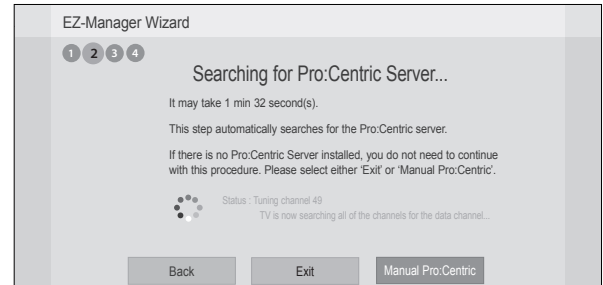 EZ-Manager Wizard
1 2 3 4
Searching for Pro:Centric Server...
It may take 1 min 32 second(s).
This step automatically searches for the Pro:Centric server.
If there is no Pro:Centric Server installed, you do not need to continue
with this procedure. Please select either 'Exit' or 'Manual Pro:Centric'.
Status : Tuning channel 49
TV is now searching all of the channels for the data channel...
Back Exit Manual Pro:Centric